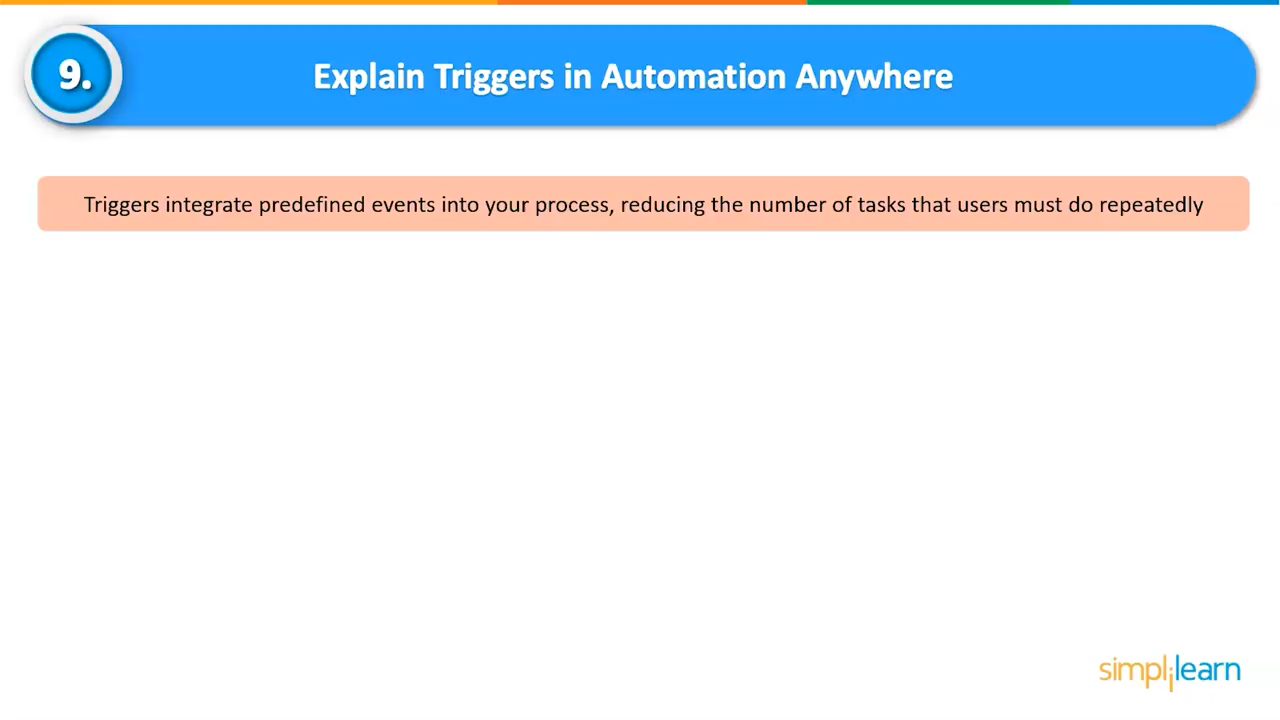 9.
Explain Triggers in Automation Anywhere
Triggers integrate predefined events into your process, reducing the number of tasks that users must do repeatedly
simplilearn